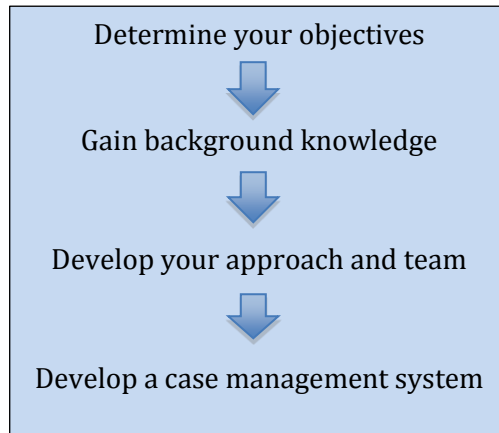 Determine your objectives
Gain background knowledge
Develop your approach and team
Develop a case management system